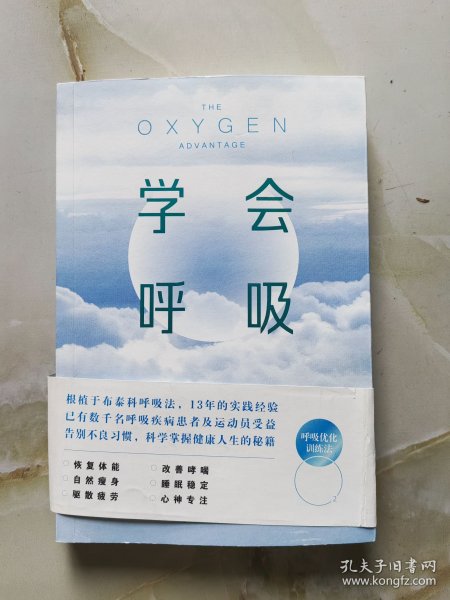 THE
OXYGEN
ADVANTAGE
学会
呼吸
根植于布泰科呼吸法，13年的实践经验
已有数千名呼吸疾病患者及运动员受益
告别不良习惯，科学掌握健康人生的秘籍
呼吸优化
训练法
恢复体能 改善哮喘
自然瘦身 睡眠稳定
驱散疲劳 心神专注
2
孔夫子旧书网
www.kongfz.com